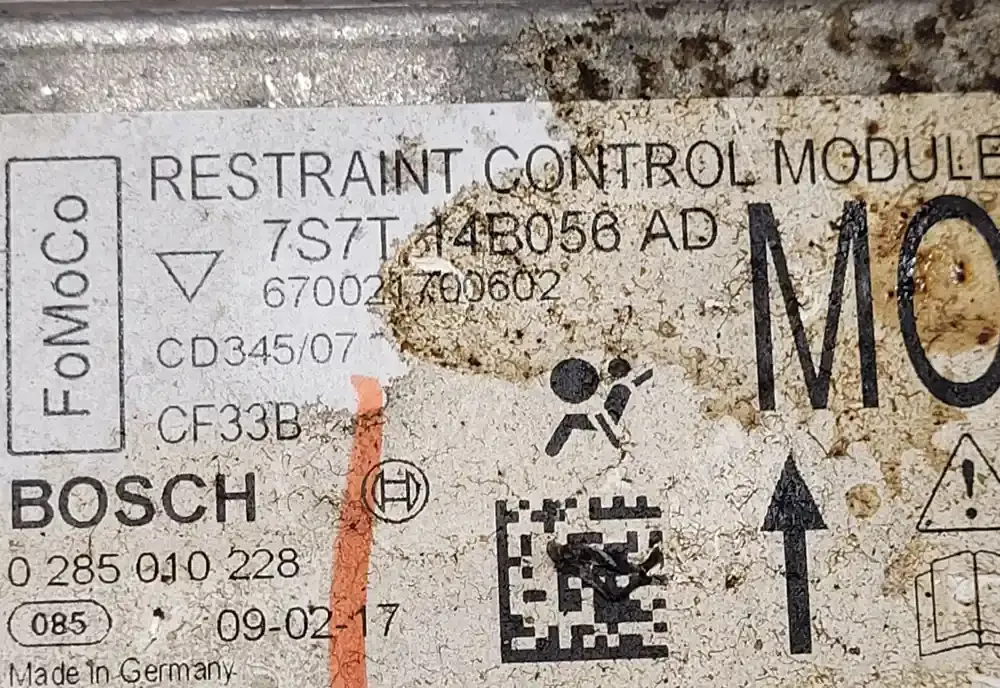 FoMoCo
RESTRAINT CONTROL MODULE
7S7T 14B056 AD
670021700602
CD345/07
CF33B
MO
BOSCH
0 285 010 228
085
09-02-17
Made in Germany